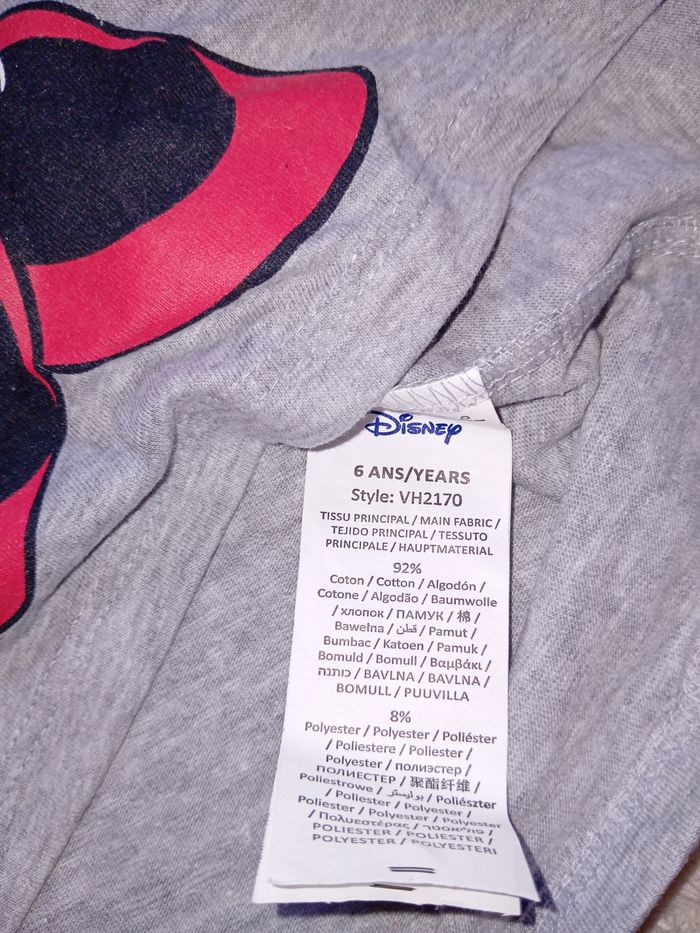 Disney
6 ANS/YEARS
Style: VH2170
TISSU PRINCIPAL / MAIN FABRIC /
TEJIDO PRINCIPAL / TESSUTO
PRINCIPALE / HAUPTMATERIAL
92%
Coton / Cotton / Algodón /
Cotone / Algodão / Baumwolle
/ хлопок / ПАМУК / 棉 /
Bawełna / قطن / Pamut /
Bumbac / Katoen / Pamuk /
Bomuld / Bomull / Βαμβάκι /
כותנה / BAVLNA / BAVLNA /
BOMULL / PUUVILLA
8%
Polyester / Polyester / Poliéster
/ Poliestere / Poliester /
Polyester / полиэстер /
ПОЛИЕСТЕР / 聚酯纤维 /
Poliestrowe / بوليستر / Poliészter
/ Poliester / Polyester /
Poliester / Polyester / Polyester
/ Πολυεστέρας / פוליאסטר /
POLIESTER / POLIESTER /
POLYESTER / POLYESTERI